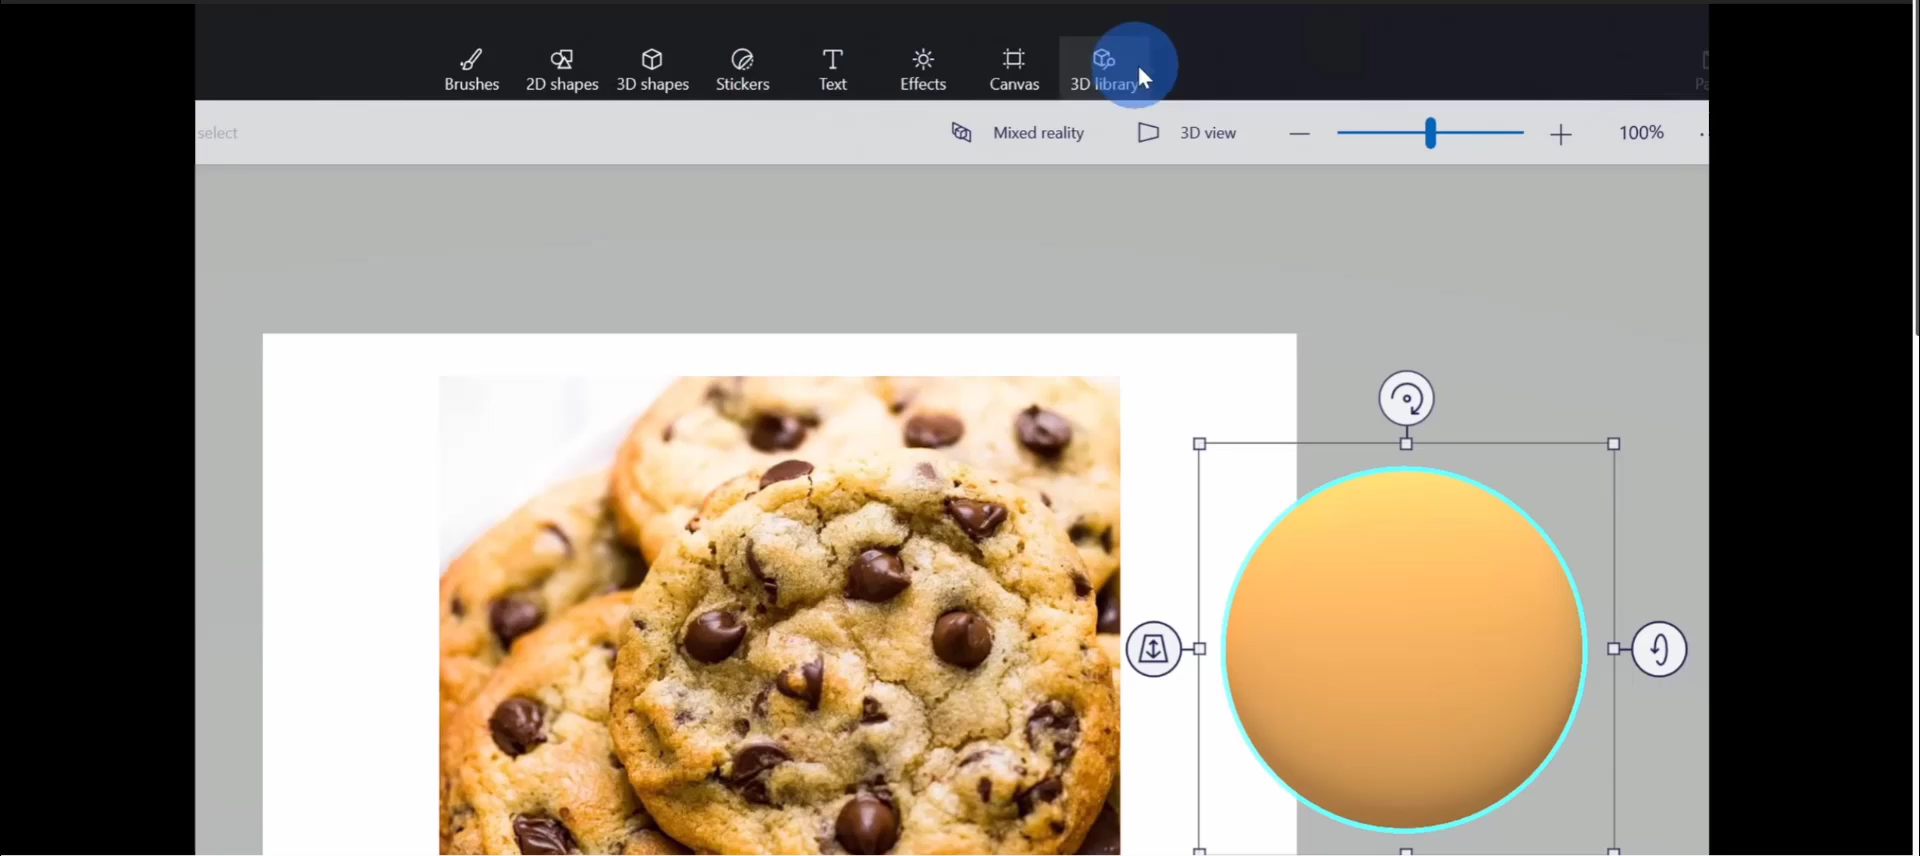 Brushes 2D shapes 3D shapes Stickers Text Effects Canvas 3D library
select Mixed reality 3D view 100%